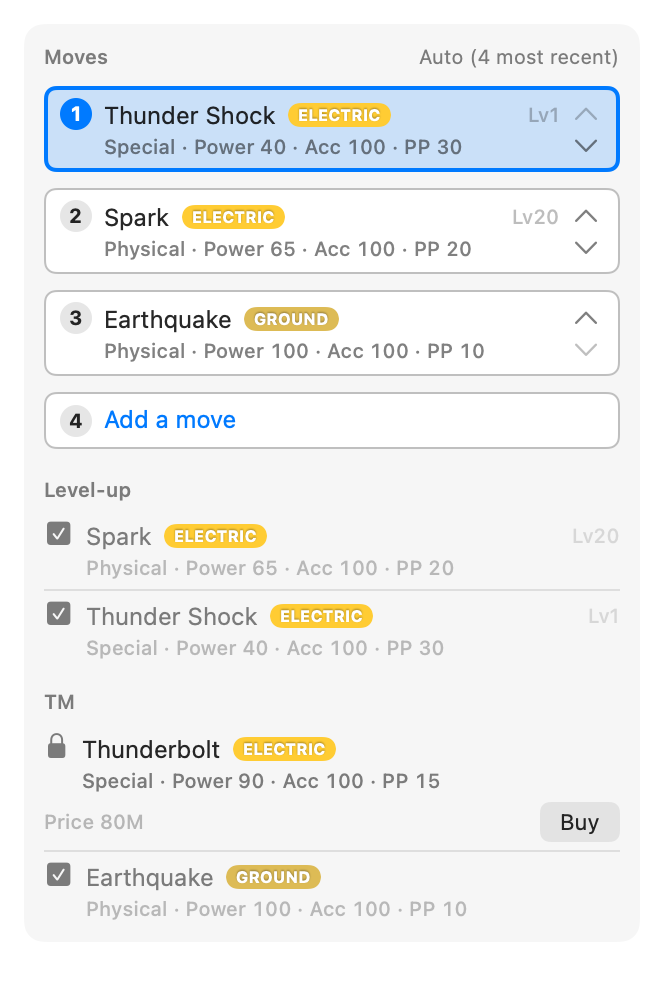 Moves Auto (4 most recent)
1 Thunder Shock ELECTRIC Lv1
Special · Power 40 · Acc 100 · PP 30
2 Spark ELECTRIC Lv20
Physical · Power 65 · Acc 100 · PP 20
3 Earthquake GROUND
Physical · Power 100 · Acc 100 · PP 10
4 Add a move
Level-up
Spark ELECTRIC Lv20
Physical · Power 65 · Acc 100 · PP 20
Thunder Shock ELECTRIC Lv1
Special · Power 40 · Acc 100 · PP 30
TM
Thunderbolt ELECTRIC
Special · Power 90 · Acc 100 · PP 15
Price 80M Buy
Earthquake GROUND
Physical · Power 100 · Acc 100 · PP 10